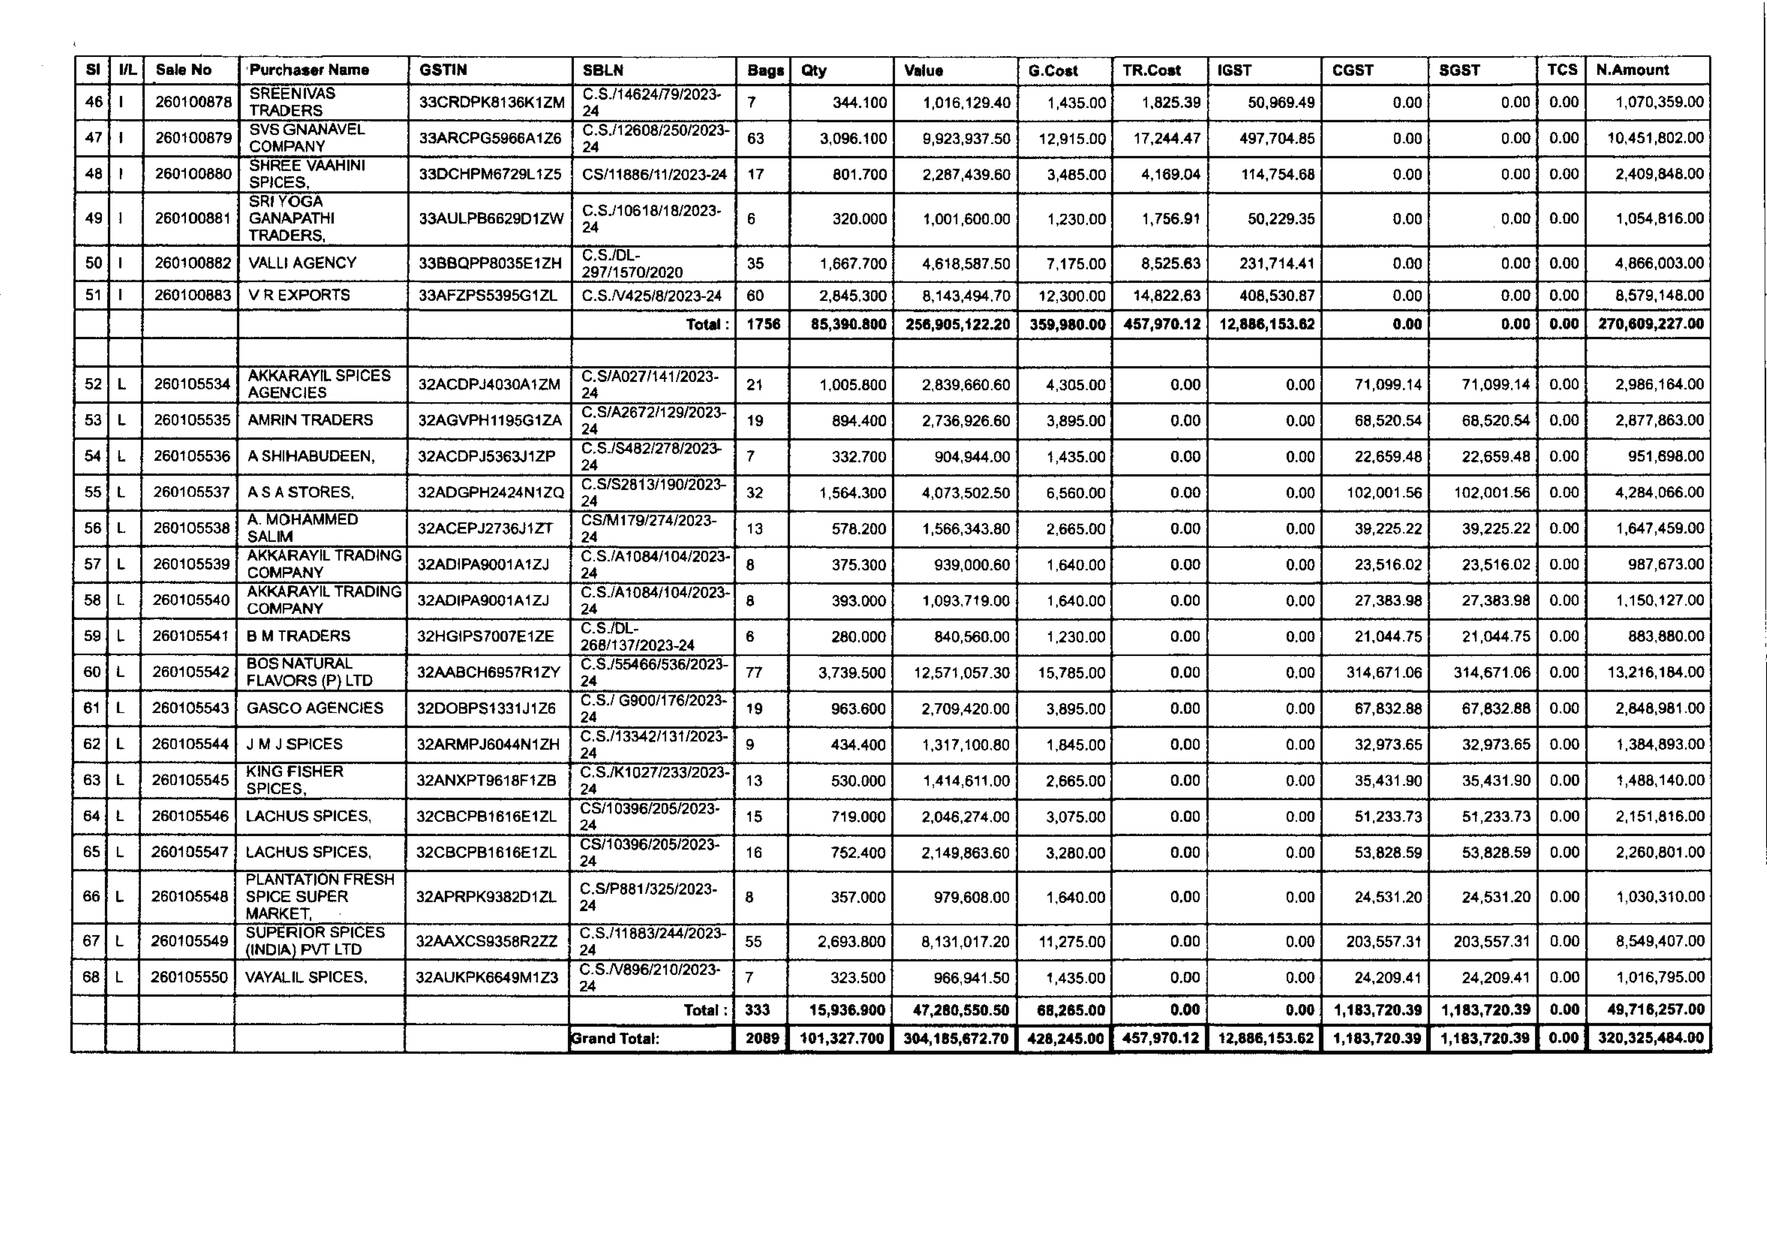 Sl I/L Sale No Purchaser Name GSTIN SBLN Bags Qty Value G.Cost TR.Cost IGST CGST SGST TCS N.Amount
46 I 260100878 SREENIVAS TRADERS 33CRDPK8136K1ZM C.S./14624/79/2023-24 7 344.100 1,016,129.40 1,435.00 1,825.39 50,969.49 0.00 0.00 0.00 1,070,359.00
47 I 260100879 SVS GNANAVEL COMPANY 33ARCPG5966A1Z6 C.S./12608/250/2023-24 63 3,096.100 9,923,937.50 12,915.00 17,244.47 497,704.85 0.00 0.00 0.00 10,451,802.00
48 I 260100880 SHREE VAAHINI SPICES, 33DCHPM6729L1Z5 CS/11886/11/2023-24 17 801.700 2,287,439.60 3,485.00 4,169.04 114,754.68 0.00 0.00 0.00 2,409,848.00
49 I 260100881 SRI YOGA GANAPATHI TRADERS, 33AULPB6629D1ZW C.S./10618/18/2023-24 6 320.000 1,001,600.00 1,230.00 1,756.91 50,229.35 0.00 0.00 0.00 1,054,816.00
50 I 260100882 VALLI AGENCY 33BBQPP8035E1ZH C.S./DL-297/1570/2020 35 1,667.700 4,618,587.50 7,175.00 8,525.63 231,714.41 0.00 0.00 0.00 4,866,003.00
51 I 260100883 V R EXPORTS 33AFZPS5395G1ZL C.S./V425/8/2023-24 60 2,845.300 8,143,494.70 12,300.00 14,822.63 408,530.87 0.00 0.00 0.00 8,579,148.00
Total : 1756 85,390.800 256,905,122.20 359,980.00 457,970.12 12,886,153.62 0.00 0.00 0.00 270,609,227.00
52 L 260105534 AKKARAYIL SPICES AGENCIES 32ACDPJ4030A1ZM C.S/A027/141/2023-24 21 1,005.800 2,839,660.60 4,305.00 0.00 0.00 71,099.14 71,099.14 0.00 2,986,164.00
53 L 260105535 AMRIN TRADERS 32AGVPH1195G1ZA C.S/A2672/129/2023-24 19 894.400 2,736,926.60 3,895.00 0.00 0.00 68,520.54 68,520.54 0.00 2,877,863.00
54 L 260105536 A SHIHABUDEEN, 32ACDPJ5363J1ZP C.S./S482/278/2023-24 7 332.700 904,944.00 1,435.00 0.00 0.00 22,659.48 22,659.48 0.00 951,698.00
55 L 260105537 A S A STORES, 32ADGPH2424N1ZQ C.S/S2813/190/2023-24 32 1,564.300 4,073,502.50 6,560.00 0.00 0.00 102,001.56 102,001.56 0.00 4,284,066.00
56 L 260105538 A. MOHAMMED SALIM 32ACEPJ2736J1ZT CS/M179/274/2023-24 13 578.200 1,566,343.80 2,665.00 0.00 0.00 39,225.22 39,225.22 0.00 1,647,459.00
57 L 260105539 AKKARAYIL TRADING COMPANY 32ADIPA9001A1ZJ C.S./A1084/104/2023-24 8 375.300 939,000.60 1,640.00 0.00 0.00 23,516.02 23,516.02 0.00 987,673.00
58 L 260105540 AKKARAYIL TRADING COMPANY 32ADIPA9001A1ZJ C.S./A1084/104/2023-24 8 393.000 1,093,719.00 1,640.00 0.00 0.00 27,383.98 27,383.98 0.00 1,150,127.00
59 L 260105541 B M TRADERS 32HGIPS7007E1ZE C.S./DL-268/137/2023-24 6 280.000 840,560.00 1,230.00 0.00 0.00 21,044.75 21,044.75 0.00 883,880.00
60 L 260105542 BOS NATURAL FLAVORS (P) LTD 32AABCH6957R1ZY C.S./55466/536/2023-24 77 3,739.500 12,571,057.30 15,785.00 0.00 0.00 314,671.06 314,671.06 0.00 13,216,184.00
61 L 260105543 GASCO AGENCIES 32DOBPS1331J1Z6 C.S./ G900/176/2023-24 19 963.600 2,709,420.00 3,895.00 0.00 0.00 67,832.88 67,832.88 0.00 2,848,981.00
62 L 260105544 J M J SPICES 32ARMPJ6044N1ZH C.S./13342/131/2023-24 9 434.400 1,317,100.80 1,845.00 0.00 0.00 32,973.65 32,973.65 0.00 1,384,893.00
63 L 260105545 KING FISHER SPICES, 32ANXPT9618F1ZB C.S./K1027/233/2023-24 13 530.000 1,414,611.00 2,665.00 0.00 0.00 35,431.90 35,431.90 0.00 1,488,140.00
64 L 260105546 LACHUS SPICES, 32CBCPB1616E1ZL CS/10396/205/2023-24 15 719.000 2,046,274.00 3,075.00 0.00 0.00 51,233.73 51,233.73 0.00 2,151,816.00
65 L 260105547 LACHUS SPICES, 32CBCPB1616E1ZL CS/10396/205/2023-24 16 752.400 2,149,863.60 3,280.00 0.00 0.00 53,828.59 53,828.59 0.00 2,260,801.00
66 L 260105548 PLANTATION FRESH SPICE SUPER MARKET, 32APRPK9382D1ZL C.S/P881/325/2023-24 8 357.000 979,608.00 1,640.00 0.00 0.00 24,531.20 24,531.20 0.00 1,030,310.00
67 L 260105549 SUPERIOR SPICES (INDIA) PVT LTD 32AAXCS9358R2ZZ C.S./11883/244/2023-24 55 2,693.800 8,131,017.20 11,275.00 0.00 0.00 203,557.31 203,557.31 0.00 8,549,407.00
68 L 260105550 VAYALIL SPICES, 32AUKPK6649M1Z3 C.S./V896/210/2023-24 7 323.500 966,941.50 1,435.00 0.00 0.00 24,209.41 24,209.41 0.00 1,016,795.00
Total : 333 15,936.900 47,280,550.50 68,265.00 0.00 0.00 1,183,720.39 1,183,720.39 0.00 49,716,257.00
Grand Total: 2089 101,327.700 304,185,672.70 428,245.00 457,970.12 12,886,153.62 1,183,720.39 1,183,720.39 0.00 320,325,484.00